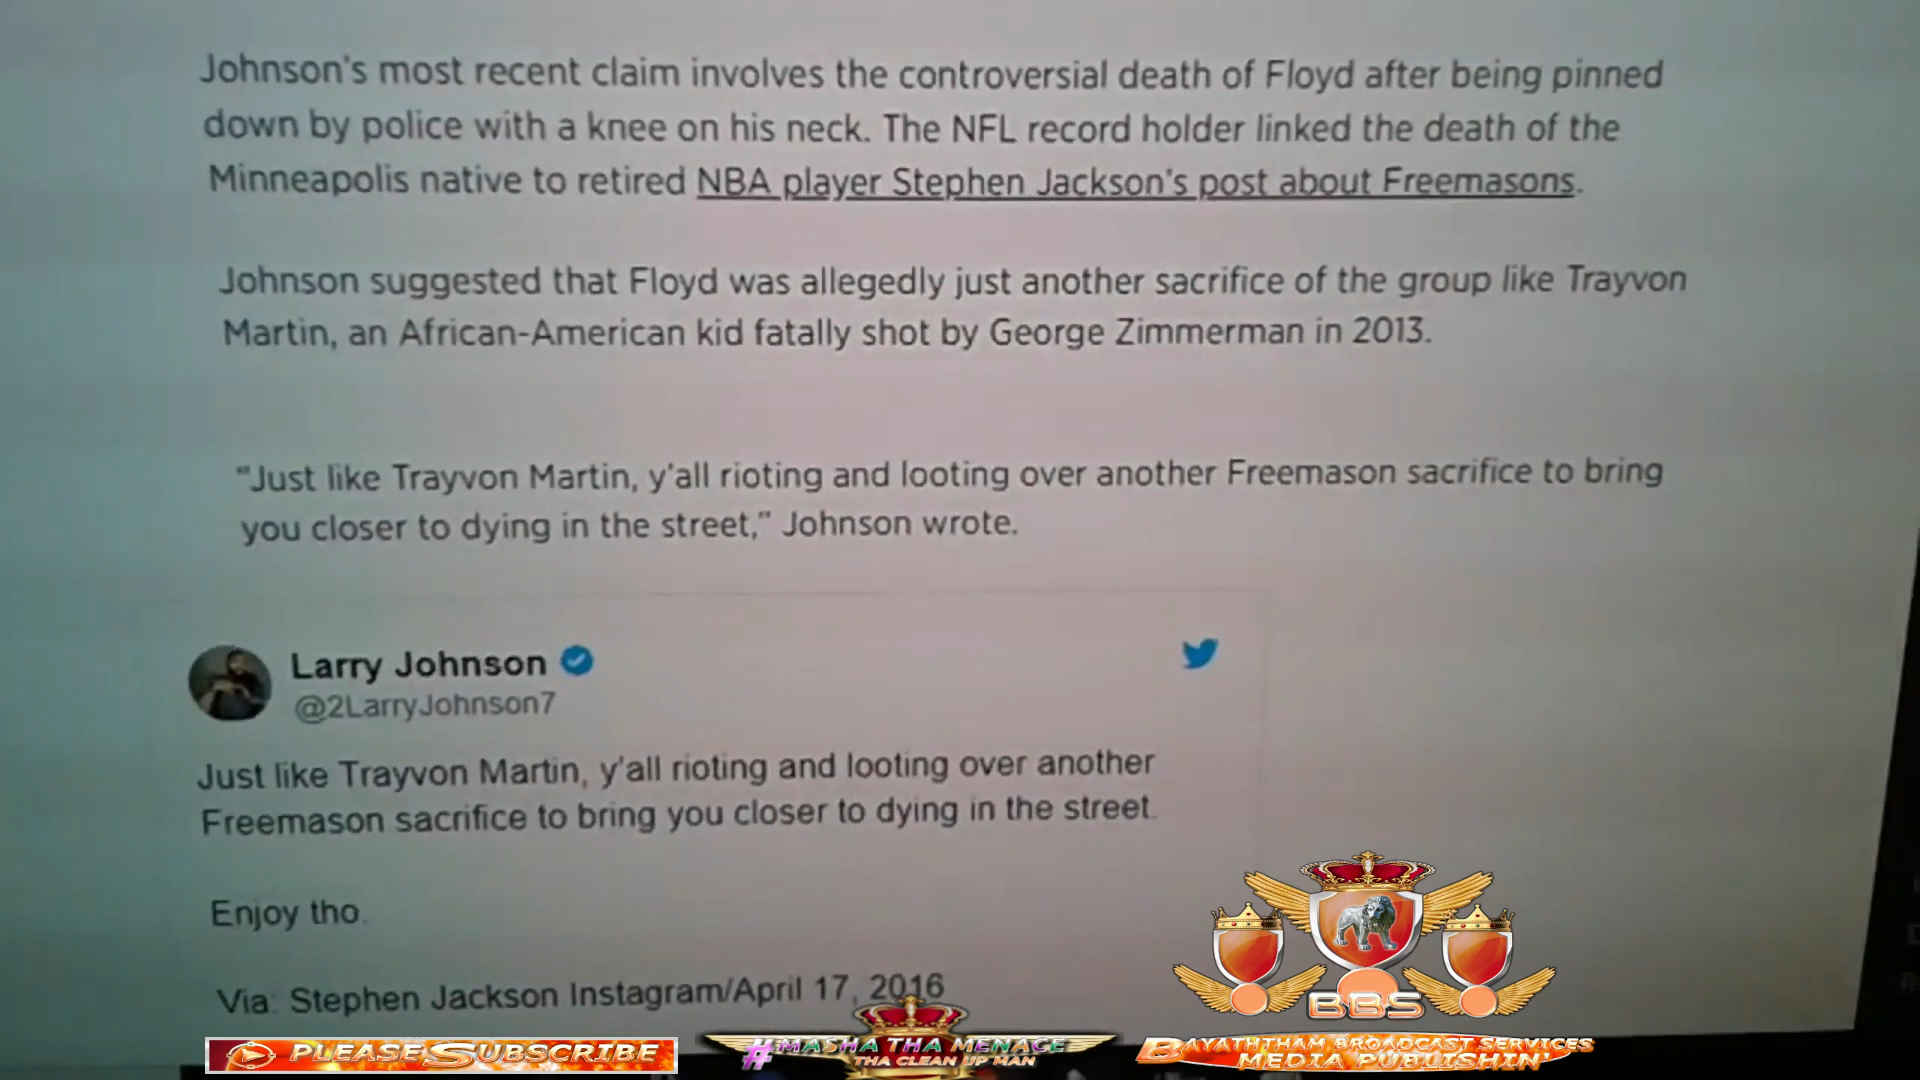 Johnson's most recent claim involves the controversial death of Floyd after being pinned
down by police with a knee on his neck. The NFL record holder linked the death of the
Minneapolis native to retired NBA player Stephen Jackson's post about Freemasons.
Johnson suggested that Floyd was allegedly just another sacrifice of the group like Trayvon
Martin, an African-American kid fatally shot by George Zimmerman in 2013.
"Just like Trayvon Martin, y'all rioting and looting over another Freemason sacrifice to bring
you closer to dying in the street," Johnson wrote.
Larry Johnson
@2LarryJohnson7
Just like Trayvon Martin, y'all rioting and looting over another
Freemason sacrifice to bring you closer to dying in the street.
Enjoy tho.
Via: Stephen Jackson Instagram/April 17, 2016
BBS
PLEASE SUBSCRIBE
#MASHA THA MENACE
THA CLEAN UP MAN
BAYATHTHAM BROADCAST SERVICES
MEDIA PUBLISHIN'